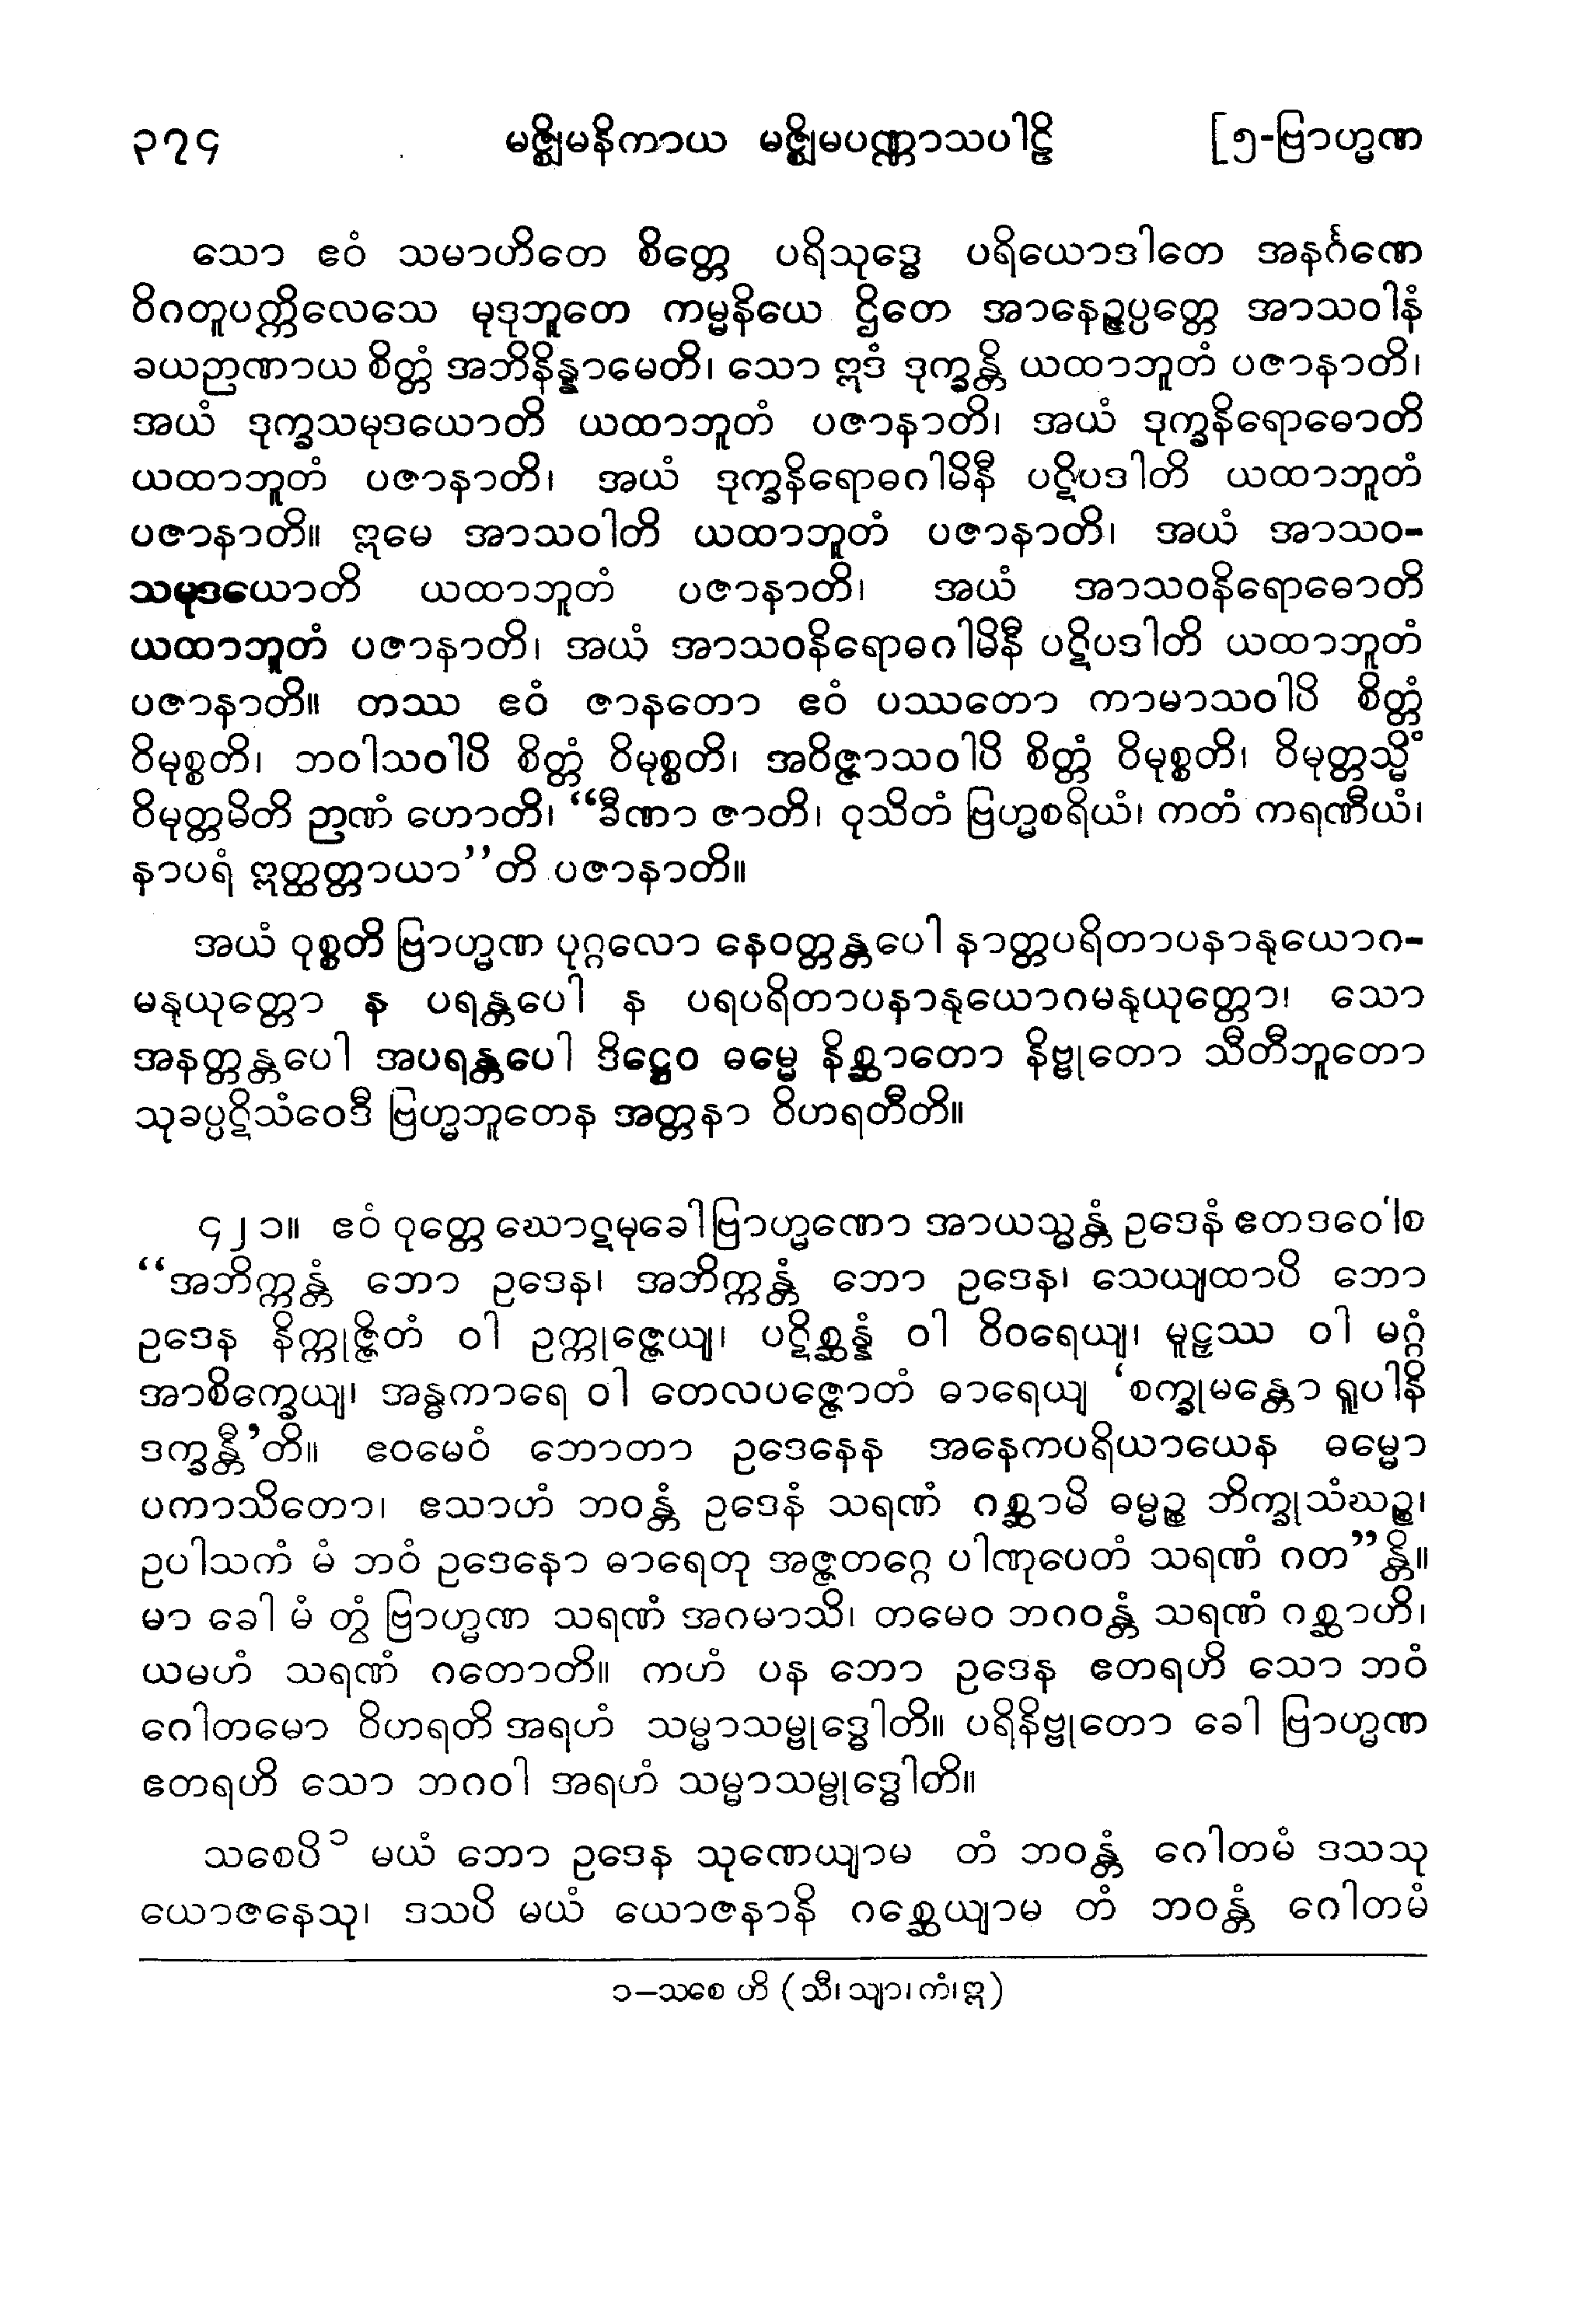 ၃၇၄ မဇ္ဈိမနိကာယ မဇ္ဈိမပဏ္ဏာသပါဠိ [၅-ဗြာဟ္မဏ
သော ဧဝံ သမာဟိတေ စိတ္တေ ပရိသုဒ္ဓေ ပရိယောဒါတေ အနင်္ဂဏေ
ဝိဂတူပက္ကိလေသေ မုဒုဘူတေ ကမ္မနိယေ ဌိတေ အာနေဉ္ဇပ္ပတ္တေ အာသဝါနံ
ခယဉာဏာယ စိတ္တံ အဘိနိန္နာမေတိ၊ သော ဣဒံ ဒုက္ခန္တိ ယထာဘူတံ ပဇာနာတိ၊
အယံ ဒုက္ခသမုဒယောတိ ယထာဘူတံ ပဇာနာတိ၊ အယံ ဒုက္ခနိရောဓောတိ
ယထာဘူတံ ပဇာနာတိ၊ အယံ ဒုက္ခနိရောဓဂါမိနီ ပဋိပဒါတိ ယထာဘူတံ
ပဇာနာတိ။ ဣမေ အာသဝါတိ ယထာဘူတံ ပဇာနာတိ၊ အယံ အာသဝ-
သမုဒယောတိ ယထာဘူတံ ပဇာနာတိ၊ အယံ အာသဝနိရောဓောတိ
ယထာဘူတံ ပဇာနာတိ၊ အယံ အာသဝနိရောဓဂါမိနီ ပဋိပဒါတိ ယထာဘူတံ
ပဇာနာတိ။ တဿ ဧဝံ ဇာနတော ဧဝံ ပဿတော ကာမာသဝါပိ စိတ္တံ
ဝိမုစ္စတိ၊ ဘဝါသဝါပိ စိတ္တံ ဝိမုစ္စတိ၊ အဝိဇ္ဇာသဝါပိ စိတ္တံ ဝိမုစ္စတိ၊ ဝိမုတ္တသ္မိံ
ဝိမုတ္တမိတိ ဉာဏံ ဟောတိ၊ “ခီဏာ ဇာတိ၊ ဝုသိတံ ဗြဟ္မစရိယံ၊ ကတံ ကရဏီယံ၊
နာပရံ ဣတ္ထတ္တာယာ”တိ ပဇာနာတိ။
အယံ ဝုစ္စတိ ဗြာဟ္မဏ ပုဂ္ဂလော နေဝတ္တန္တပေါ နာတ္တပရိတာပနာနုယောဂ-
မနုယုတ္တော န ပရန္တပေါ န ပရပရိတာပနာနုယောဂမနုယုတ္တော၊ သော
အနတ္တန္တပေါ အပရန္တပေါ ဒိဋ္ဌေဝ ဓမ္မေ နိစ္ဆာတော နိဗ္ဗုတော သီတီဘူတော
သုခပ္ပဋိသံဝေဒီ ဗြဟ္မဘူတေန အတ္တနာ ဝိဟရတီတိ။
၄၂၁။ ဧဝံ ဝုတ္တေ ဃောဋမုခေါ ဗြာဟ္မဏော အာယသ္မန္တံ ဥဒေနံ ဧတဒဝေါစ
“အဘိက္ကန္တံ ဘော ဥဒေန၊ အဘိက္ကန္တံ ဘော ဥဒေန၊ သေယျထာပိ ဘော
ဥဒေန နိက္ကုဇ္ဇိတံ ဝါ ဥက္ကုဇ္ဇေယျ၊ ပဋိစ္ဆန္နံ ဝါ ဝိဝရေယျ၊ မူဠှဿ ဝါ မဂ္ဂံ
အာစိက္ခေယျ၊ အန္ဓကာရေ ဝါ တေလပဇ္ဇောတံ ဓာရေယျ ‘စက္ခုမန္တော ရူပါနိ
ဒက္ခန္တီ’တိ။ ဧဝမေဝံ ဘောတာ ဥဒေနေန အနေကပရိယာယေန ဓမ္မော
ပကာသိတော၊ ဧသာဟံ ဘဝန္တံ ဥဒေနံ သရဏံ ဂစ္ဆာမိ ဓမ္မဉ္စ ဘိက္ခုသံဃဉ္စ၊
ဥပါသကံ မံ ဘဝံ ဥဒေနော ဓာရေတု အဇ္ဇတဂ္ဂေ ပါဏုပေတံ သရဏံ ဂတ”န္တိ။
မာ ခေါ မံ တွံ ဗြာဟ္မဏ သရဏံ အဂမာသိ၊ တမေဝ ဘဂဝန္တံ သရဏံ ဂစ္ဆာဟိ၊
ယမဟံ သရဏံ ဂတောတိ။ ကဟံ ပန ဘော ဥဒေန ဧတရဟိ သော ဘဝံ
ဂေါတမော ဝိဟရတိ အရဟံ သမ္မာသမ္ဗုဒ္ဓေါတိ။ ပရိနိဗ္ဗုတော ခေါ ဗြာဟ္မဏ
ဧတရဟိ သော ဘဂဝါ အရဟံ သမ္မာသမ္ဗုဒ္ဓေါတိ။
သစေပိ ၁ မယံ ဘော ဥဒေန သုဏေယျာမ တံ ဘဝန္တံ ဂေါတမံ ဒသသု
ယောဇနေသု၊ ဒသပိ မယံ ယောဇနာနိ ဂစ္ဆေယျာမ တံ ဘဝန္တံ ဂေါတမံ
၁-သစေ ဟိ (သီ၊ သျာ၊ ကံ၊ ဣ)